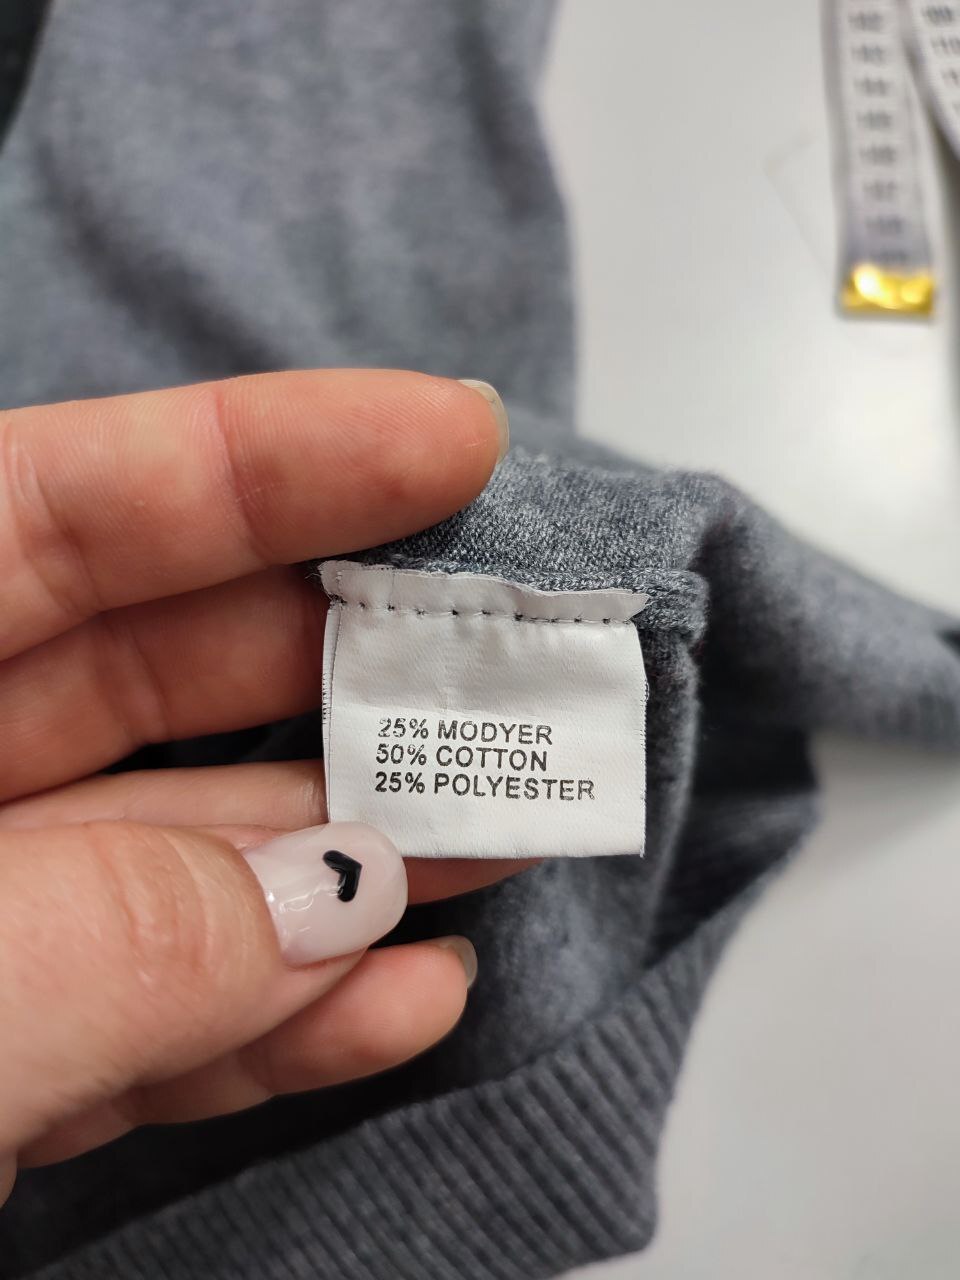 25% MODYER
50% COTTON
25% POLYESTER